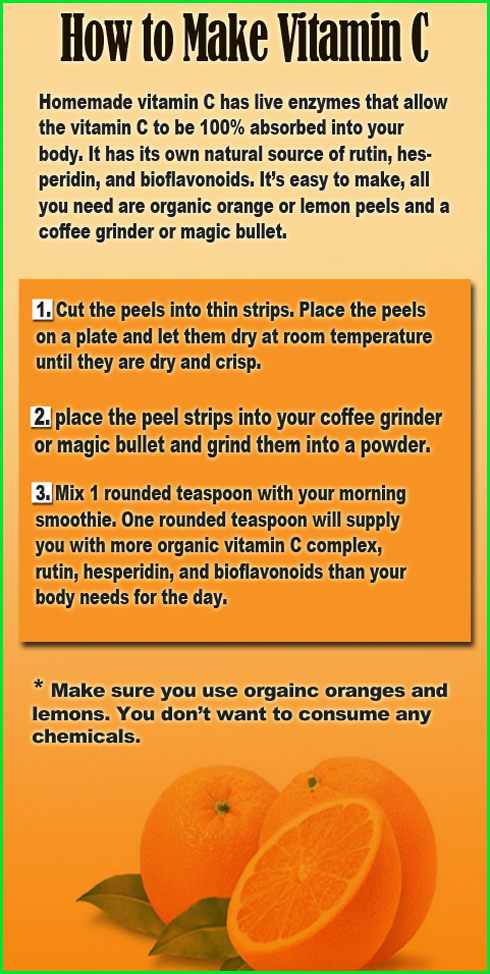 How to Make Vitamin C
Homemade vitamin C has live enzymes that allow
the vitamin C to be 100% absorbed into your
body. It has its own natural source of rutin, hes-
peridin, and bioflavonoids. It's easy to make, all
you need are organic orange or lemon peels and a
coffee grinder or magic bullet.
1. Cut the peels into thin strips. Place the peels
on a plate and let them dry at room temperature
until they are dry and crisp.
2. place the peel strips into your coffee grinder
or magic bullet and grind them into a powder.
3. Mix 1 rounded teaspoon with your morning
smoothie. One rounded teaspoon will supply
you with more organic vitamin C complex,
rutin, hesperidin, and bioflavonoids than your
body needs for the day.
* Make sure you use orgainc oranges and
lemons. You don't want to consume any
chemicals.